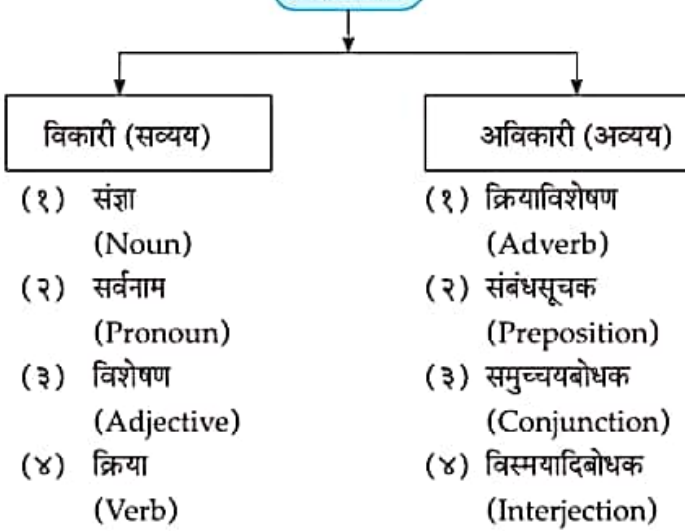 विकारी (सव्यय)
(१) संज्ञा
(Noun)
(२) सर्वनाम
(Pronoun)
(३) विशेषण
(Adjective)
(४) क्रिया
(Verb)
अविकारी (अव्यय)
(१) क्रियाविशेषण
(Adverb)
(२) संबंधसूचक
(Preposition)
(३) समुच्चयबोधक
(Conjunction)
(४) विस्मयादिबोधक
(Interjection)